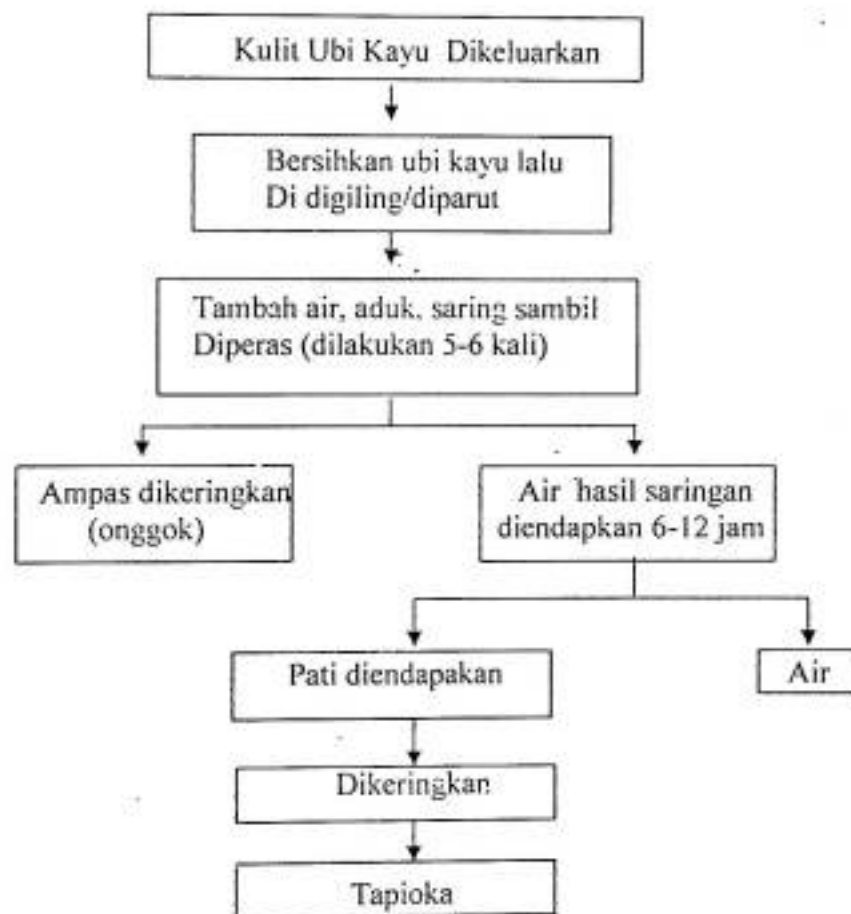 Kulit Ubi Kayu Dikeluarkan
Bersihkan ubi kayu lalu
Di digiling/diparut
Tambah air, aduk, saring sambil
Diperas (dilakukan 5-6 kali)
Ampas dikeringkan
(onggok)
Air hasil saringan
diendapkan 6-12 jam
Pati diendapakan
Air
Dikeringkan
Tapioka